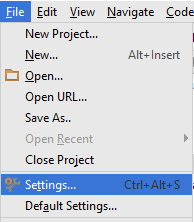 File Edit View Navigate Code
New Project...
New... Alt+Insert
Open...
Open URL...
Save As..
Open Recent
Close Project
Settings... Ctrl+Alt+S
Default Settings...